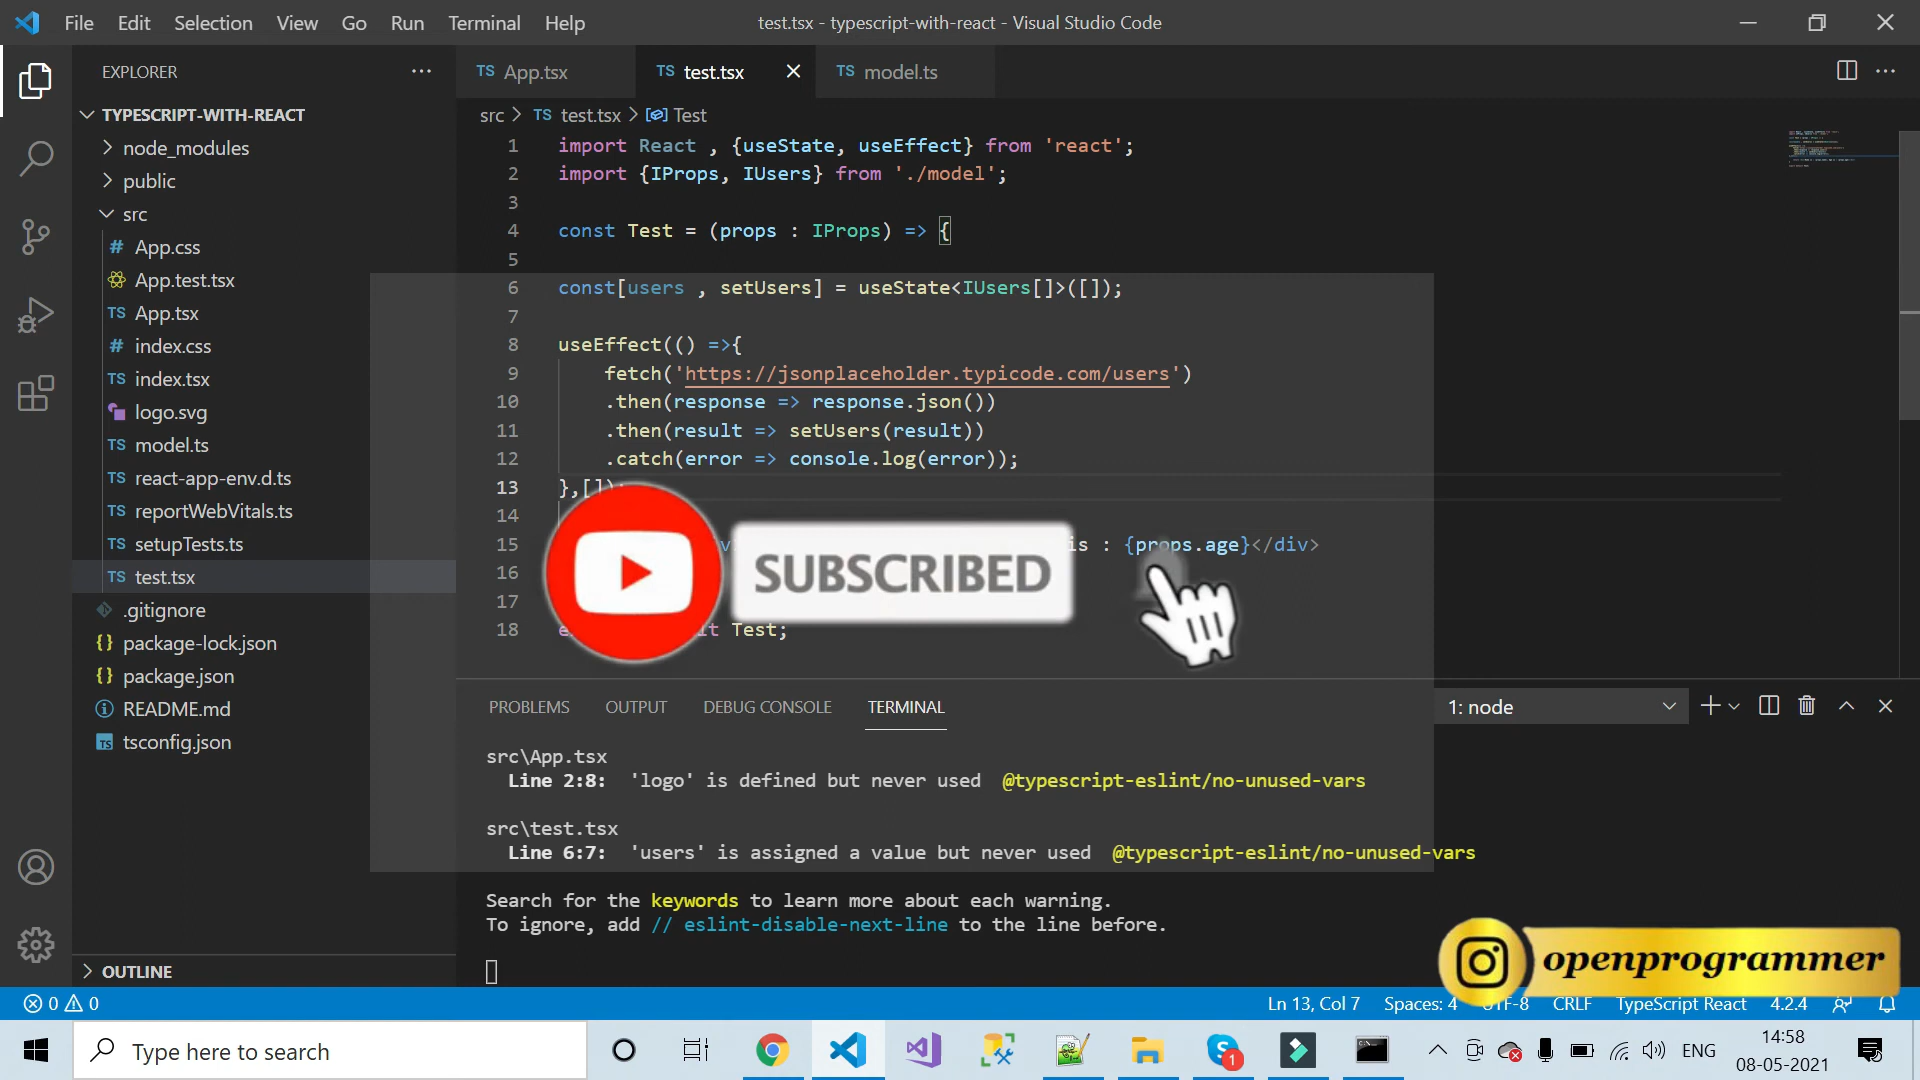 File Edit Selection View Go Run Terminal Help
test.tsx - typescript-with-react - Visual Studio Code
EXPLORER
TYPESCRIPT-WITH-REACT
node_modules
public
src
# App.css
App.test.tsx
TS App.tsx
# index.css
TS index.tsx
logo.svg
TS model.ts
TS react-app-env.d.ts
TS reportWebVitals.ts
TS setupTests.ts
TS test.tsx
.gitignore
{} package-lock.json
{} package.json
README.md
TS tsconfig.json
OUTLINE
TS App.tsx TS test.tsx TS model.ts
src > TS test.tsx > Test
1 import React , {useState, useEffect} from 'react';
2 import {IProps, IUsers} from './model';
3
4 const Test = (props : IProps) => {
5
6 const[users , setUsers] = useState<IUsers[]>([]);
7
8 useEffect(() =>{
9 fetch('https://jsonplaceholder.typicode.com/users')
10 .then(response => response.json())
11 .then(result => setUsers(result))
12 .catch(error => console.log(error));
13 },[]);
14
15 is : {props.age}</div>
16
17
18 Test;
SUBSCRIBED
PROBLEMS OUTPUT DEBUG CONSOLE TERMINAL
1: node
src\App.tsx
Line 2:8: 'logo' is defined but never used @typescript-eslint/no-unused-vars
src\test.tsx
Line 6:7: 'users' is assigned a value but never used @typescript-eslint/no-unused-vars
Search for the keywords to learn more about each warning.
To ignore, add // eslint-disable-next-line to the line before.
openprogrammer
0 0
Ln 13, Col 7 Spaces: 4 UTF-8 CRLF TypeScript React 4.2.4
Type here to search
1
ENG
14:58
08-05-2021